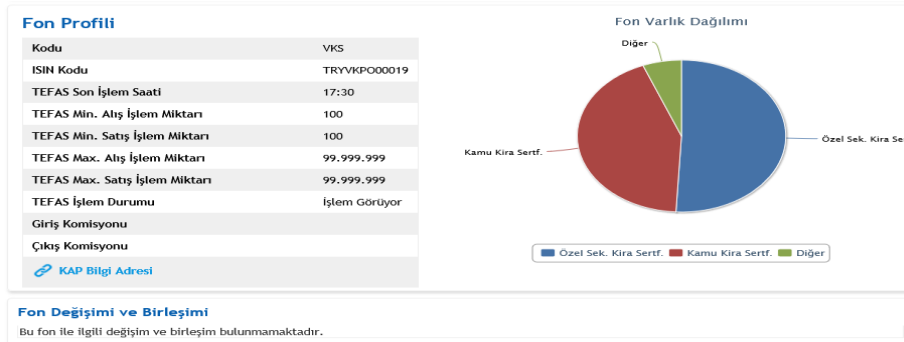 Fon Profili
Kodu VKS
ISIN Kodu TRYVKPO00019
TEFAS Son İşlem Saati 17:30
TEFAS Min. Alış İşlem Miktarı 100
TEFAS Min. Satış İşlem Miktarı 100
TEFAS Max. Alış İşlem Miktarı 99.999.999
TEFAS Max. Satış İşlem Miktarı 99.999.999
TEFAS İşlem Durumu İşlem Görüyor
Giriş Komisyonu
Çıkış Komisyonu
KAP Bilgi Adresi
Fon Varlık Dağılımı
Diğer
Kamu Kira Sertf.
Özel Sek. Kira Se
Özel Sek. Kira Sertf. Kamu Kira Sertf. Diğer
Fon Değişimi ve Birleşimi
Bu fon ile ilgili değişim ve birleşim bulunmamaktadır.